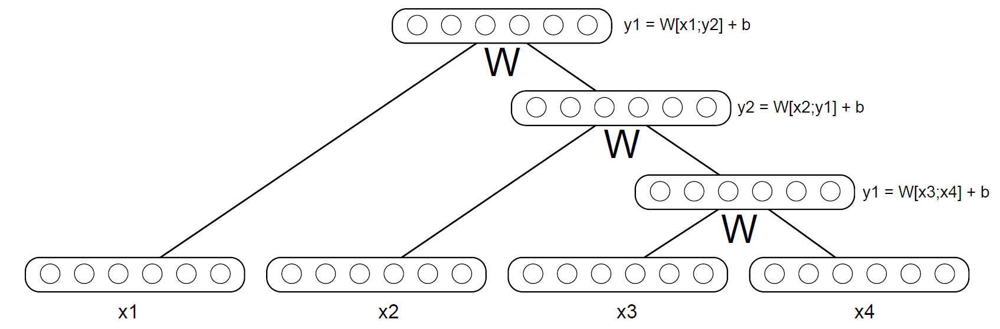 y1 = W[x1;y2] + b
W
y2 = W[x2;y1] + b
W
y1 = W[x3;x4] + b
W
x1 x2 x3 x4